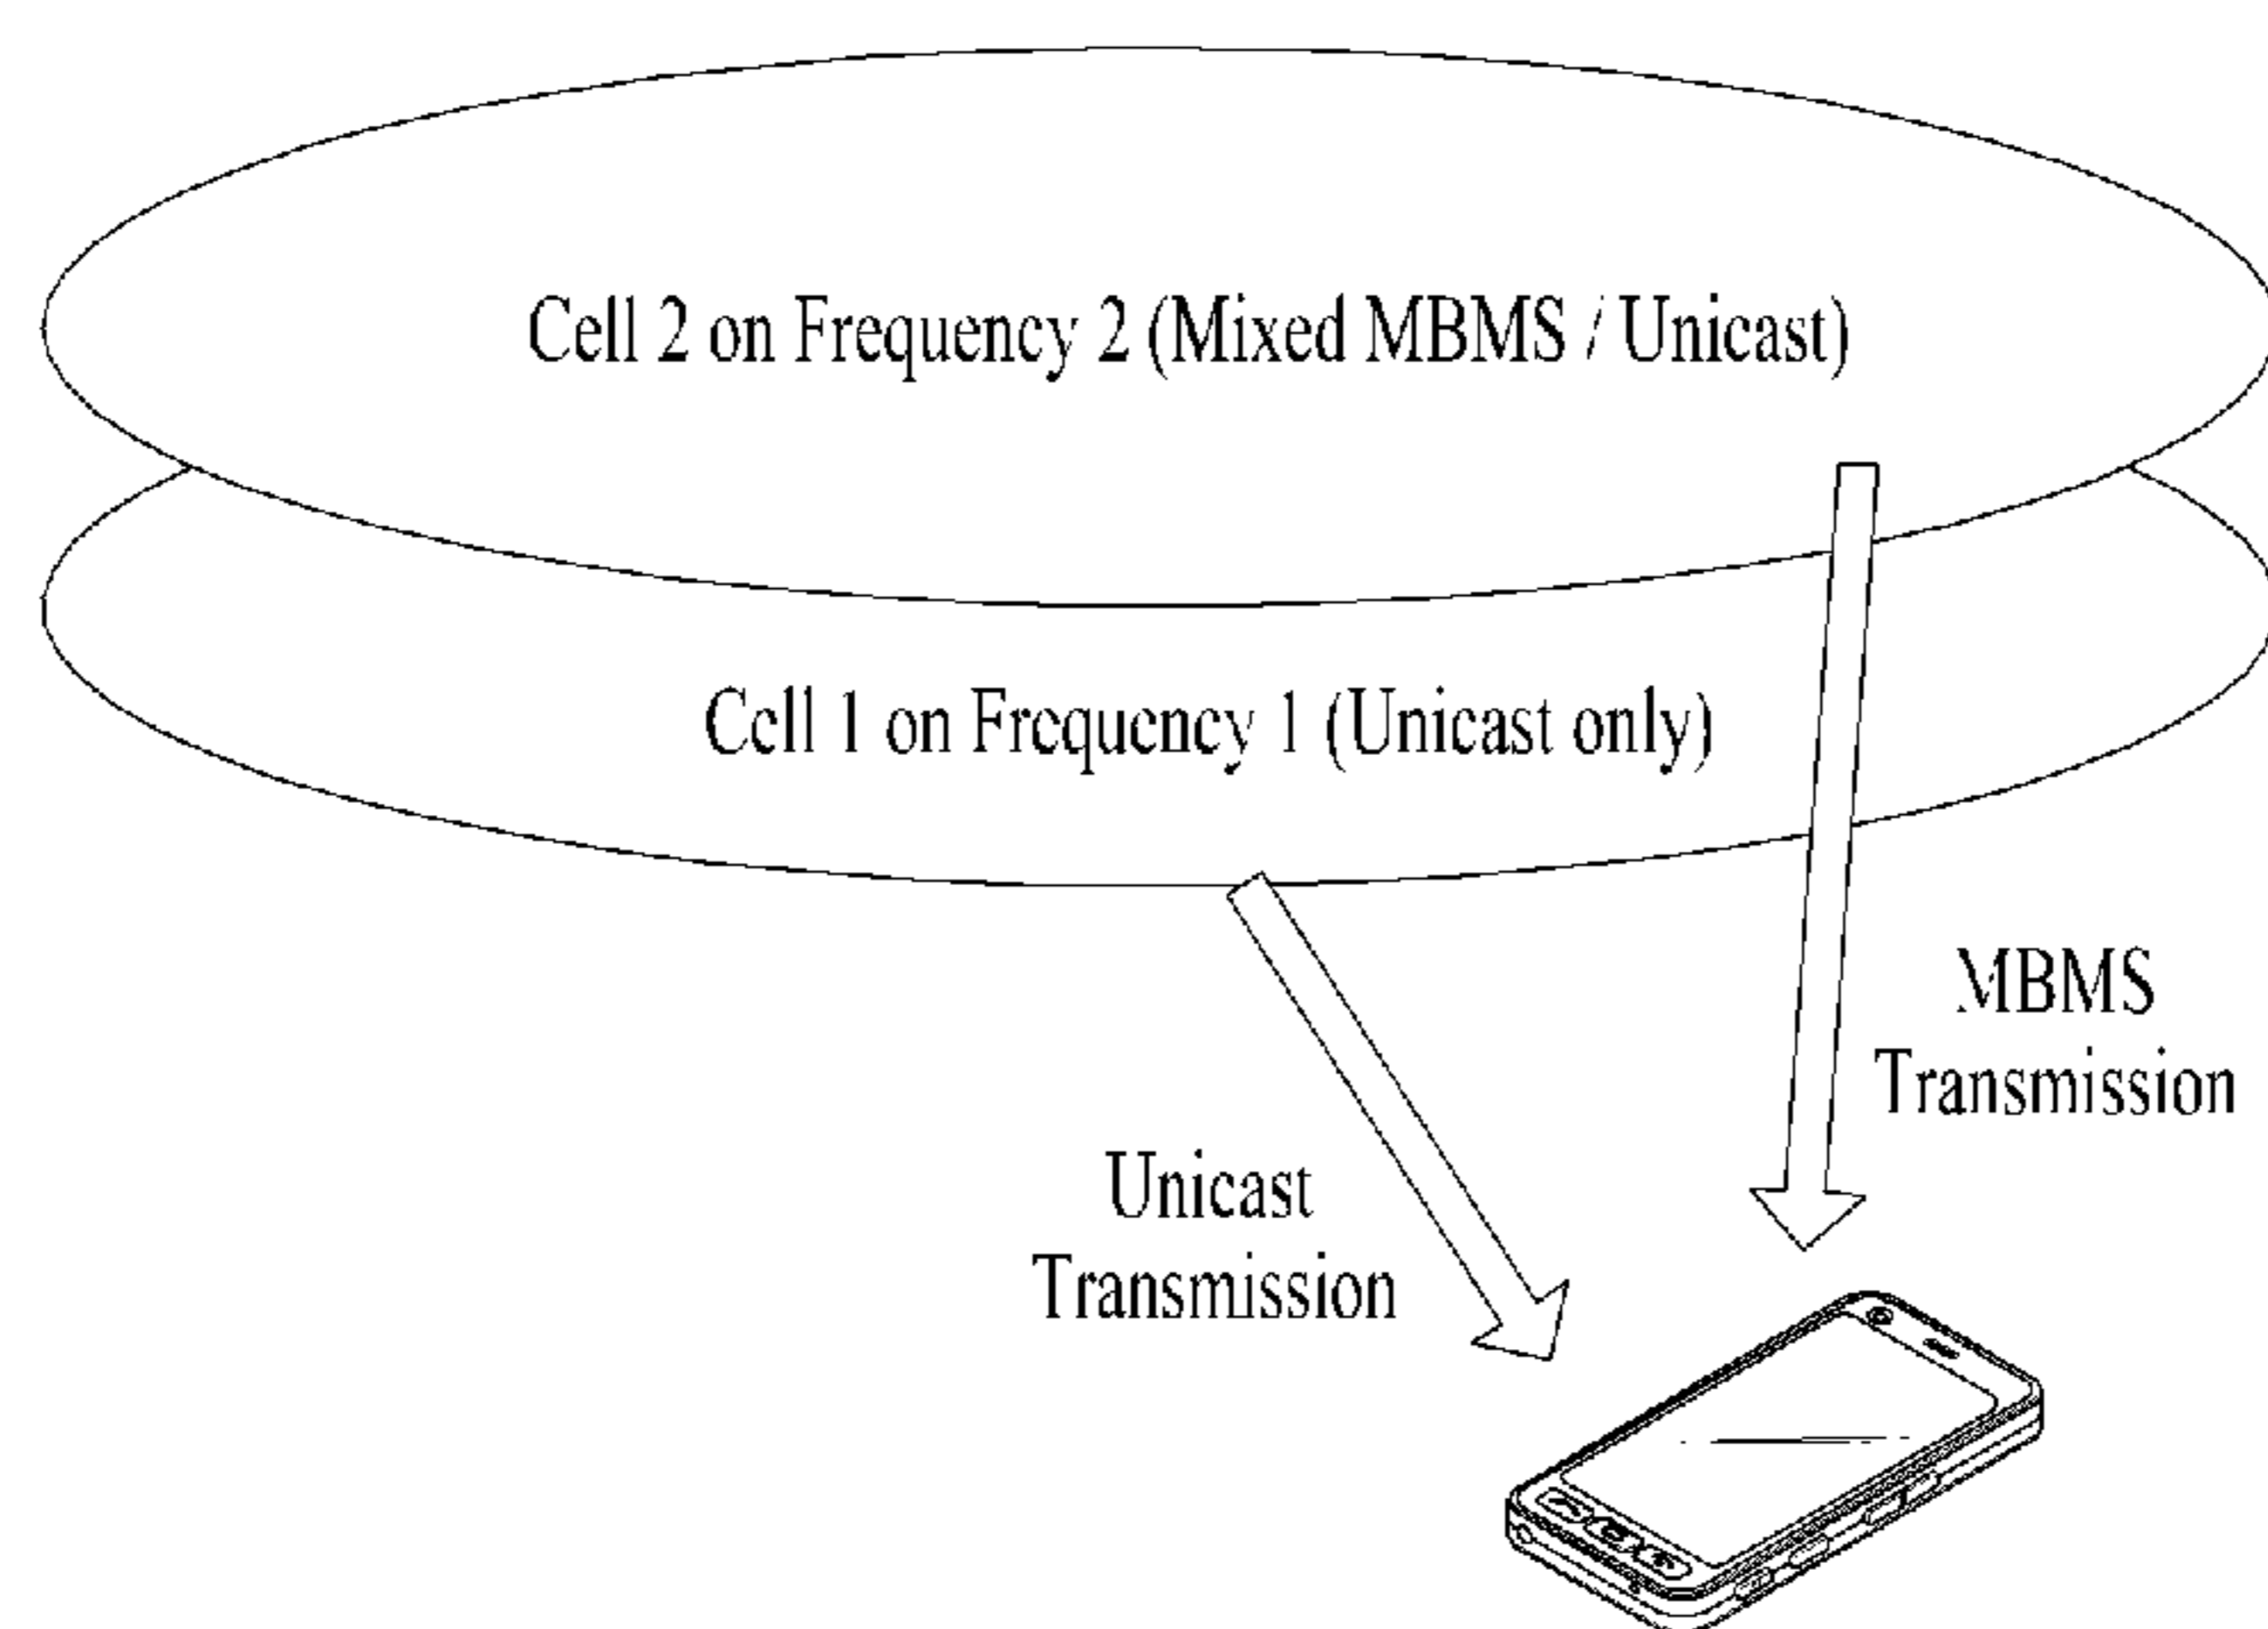 Cell 2 on Frequency 2 (Mixed MBMS / Unicast)
Cell 1 on Frequency 1 (Unicast only)
MBMS
Transmission
Unicast
Transmission